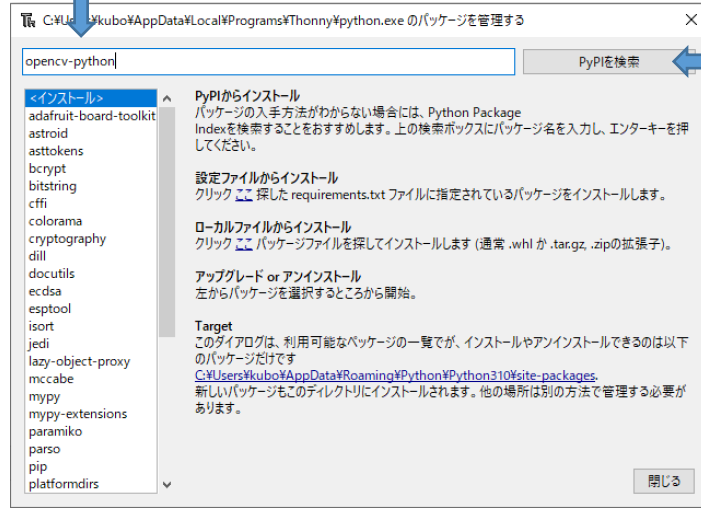 C:¥Users¥kubo¥AppData¥Local¥Programs¥Thonny¥python.exe のパッケージを管理する
opencv-python
PyPIを検索
<インストール>
adafruit-board-toolkit
astroid
asttokens
bcrypt
bitstring
cffi
colorama
cryptography
dill
docutils
ecdsa
esptool
isort
jedi
lazy-object-proxy
mccabe
mypy
mypy-extensions
paramiko
parso
pip
platformdirs
PyPIからインストール
パッケージの入手方法がわからない場合には、Python Package
Indexを検索することをおすすめします。上の検索ボックスにパッケージ名を入力し、エンターキーを押
してください。
設定ファイルからインストール
クリック ここ 探した requirements.txt ファイルに指定されているパッケージをインストールします。
ローカルファイルからインストール
クリック ここ パッケージファイルを探してインストールします (通常 .whl か .tar.gz, .zipの拡張子)。
アップグレード or アンインストール
左からパッケージを選択するところから開始。
Target
このダイアログは、利用可能なパッケージの一覧でが、インストールやアンインストールできるのは以下
のパッケージだけです
C:¥Users¥kubo¥AppData¥Roaming¥Python¥Python310¥site-packages.
新しいパッケージもこのディレクトリにインストールされます。他の場所は別の方法で管理する必要が
あります。
閉じる